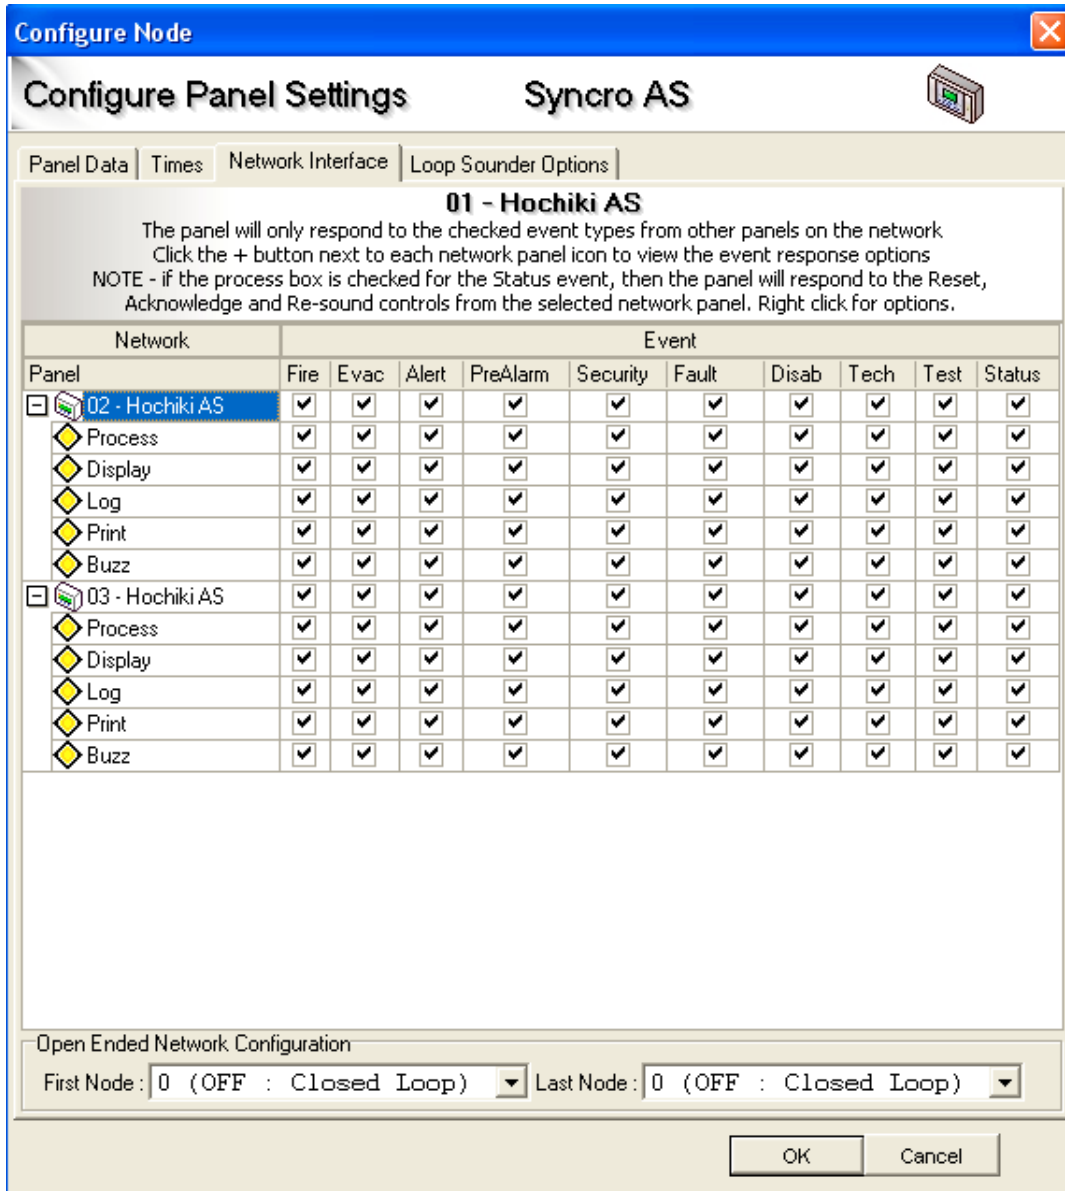 Configure Node
Configure Panel Settings Syncro AS
Panel Data Times Network Interface Loop Sounder Options
01 - Hochiki AS
The panel will only respond to the checked event types from other panels on the network
Click the + button next to each network panel icon to view the event response options
NOTE - if the process box is checked for the Status event, then the panel will respond to the Reset,
Acknowledge and Re-sound controls from the selected network panel. Right click for options.
Network Event
Panel Fire Evac Alert PreAlarm Security Fault Disab Tech Test Status
02 - Hochiki AS
Process
Display
Log
Print
Buzz
03 - Hochiki AS
Process
Display
Log
Print
Buzz
Open Ended Network Configuration
First Node : 0 (OFF : Closed Loop) Last Node : 0 (OFF : Closed Loop)
OK Cancel